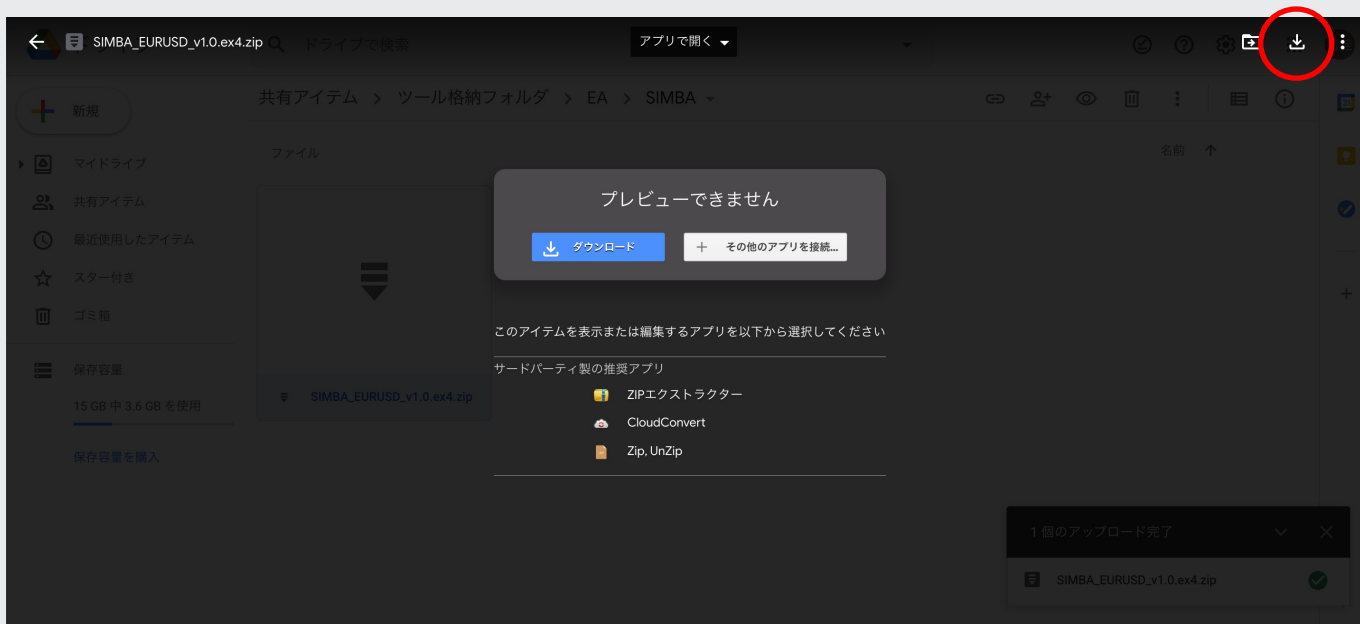 SIMBA_EURUSD_v1.0.ex4.zip
ドライブで検索
アプリで開く
新規
共有アイテム > ツール格納フォルダ > EA > SIMBA
マイドライブ
共有アイテム
最近使用したアイテム
スター付き
ゴミ箱
保存容量
15 GB 中 3.6 GB を使用
保存容量を購入
ファイル
名前
SIMBA_EURUSD_v1.0.ex4.zip
プレビューできません
ダウンロード
その他のアプリを接続...
このアイテムを表示または編集するアプリを以下から選択してください
サードパーティ製の推奨アプリ
ZIPエクストラクター
CloudConvert
Zip, UnZip
1 個のアップロード完了
SIMBA_EURUSD_v1.0.ex4.zip